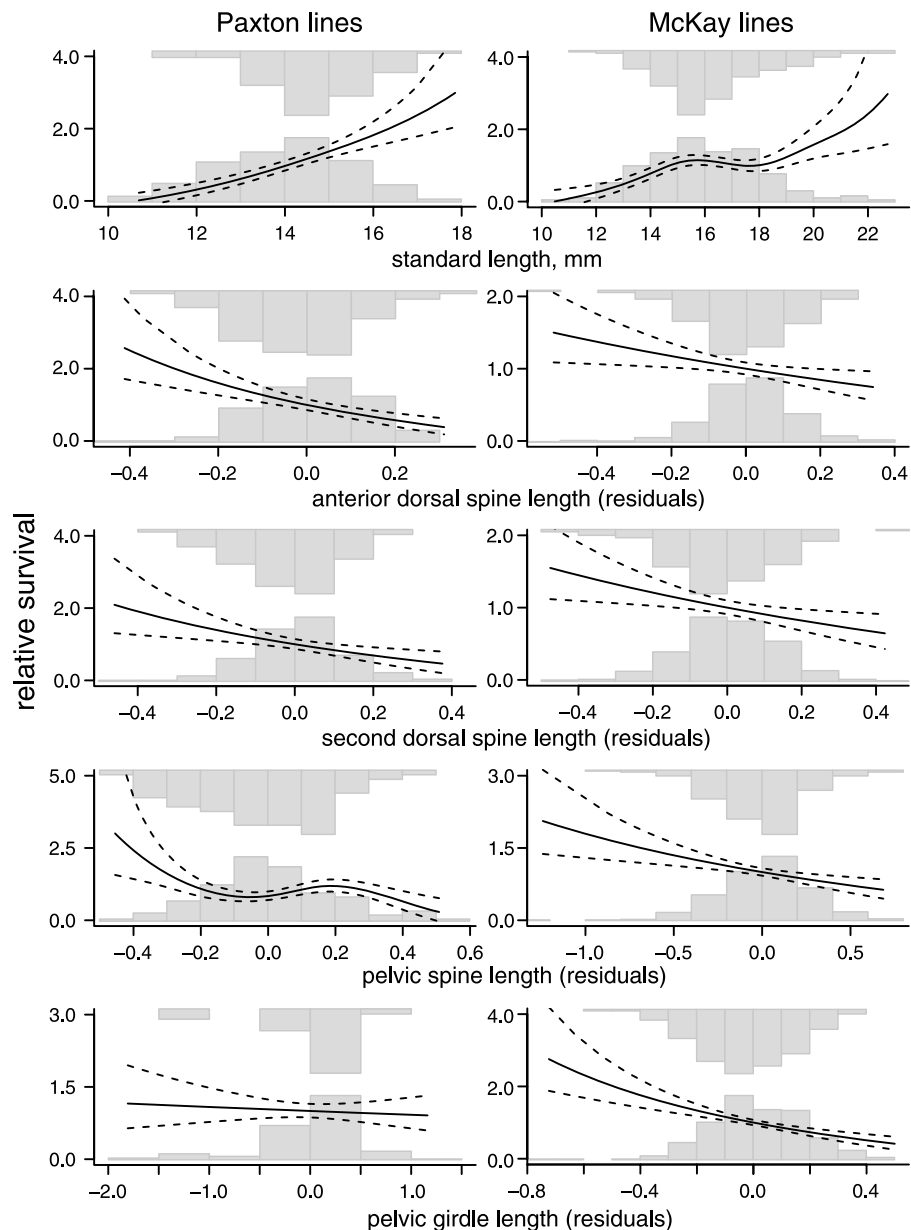 Paxton lines McKay lines
4.0 2.0 0.0
10 12 14 16 18
4.0 2.0 0.0
10 12 14 16 18 20 22
standard length, mm
4.0 2.0 0.0
−0.4 −0.2 0.0 0.2
2.0 1.0 0.0
−0.4 −0.2 0.0 0.2 0.4
anterior dorsal spine length (residuals)
relative survival
4.0 2.0 0.0
−0.4 −0.2 0.0 0.2 0.4
2.0 1.0 0.0
−0.4 −0.2 0.0 0.2 0.4
second dorsal spine length (residuals)
5.0 2.5 0.0
−0.4 −0.2 0.0 0.2 0.4 0.6
3.0 1.5 0.0
−1.0 −0.5 0.0 0.5
pelvic spine length (residuals)
3.0 1.5 0.0
−2.0 −1.0 0.0 1.0
4.0 2.0 0.0
−0.8 −0.4 0.0 0.4
pelvic girdle length (residuals)